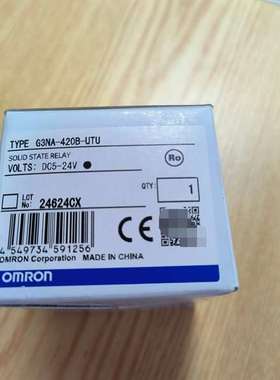 TYPE G3NA-420B-UTU
SOLID STATE RELAY
VOLTS: DC5-24V
Ro
QTY: 1
LOT No 24624CX
4 549734 591256
CE
OMRON Corporation MADE IN CHINA
OMRON